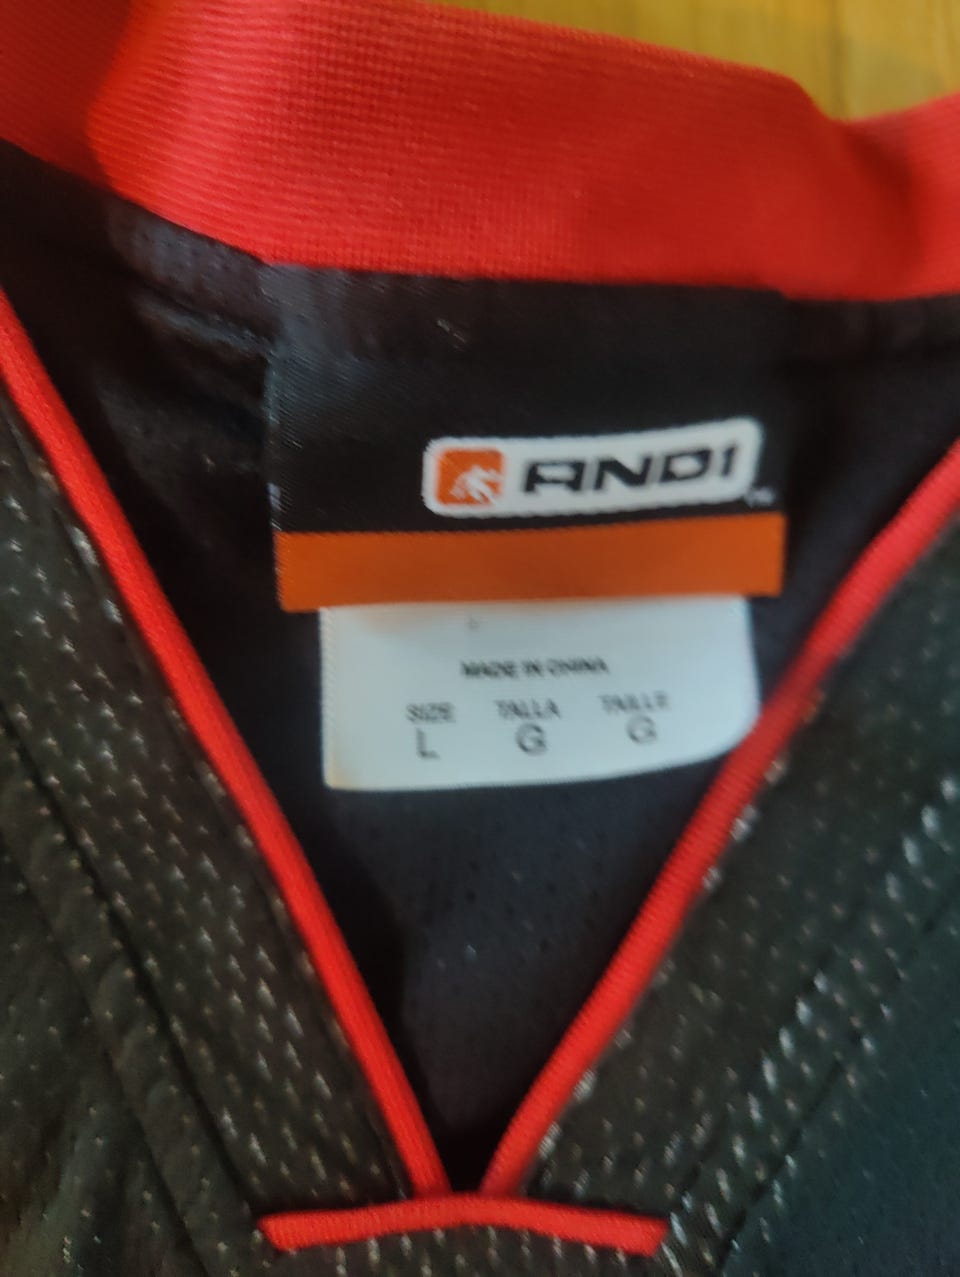 AND1
MADE IN CHINA
SIZE TALLA TAILLE
L G G